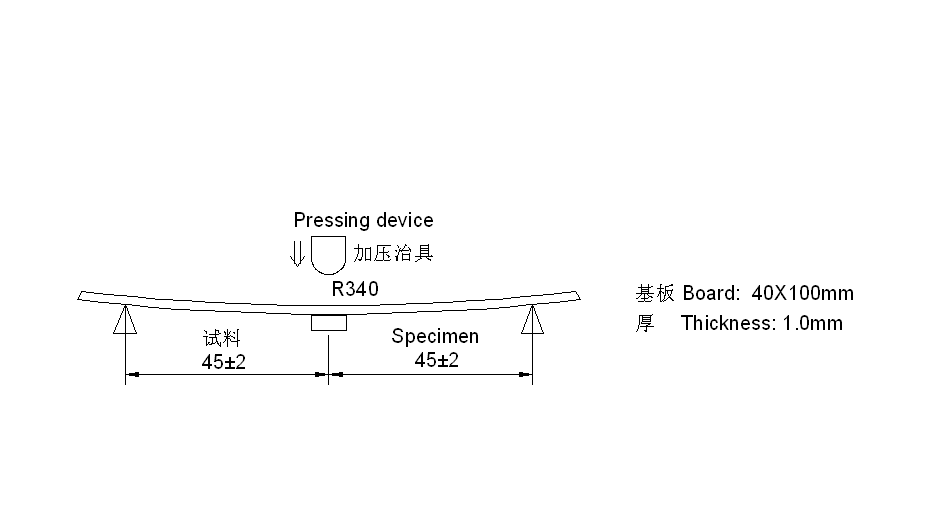 Pressing device
加压治具
R340
基板 Board: 40X100mm
厚 Thickness: 1.0mm
试料
Specimen
45±2
45±2